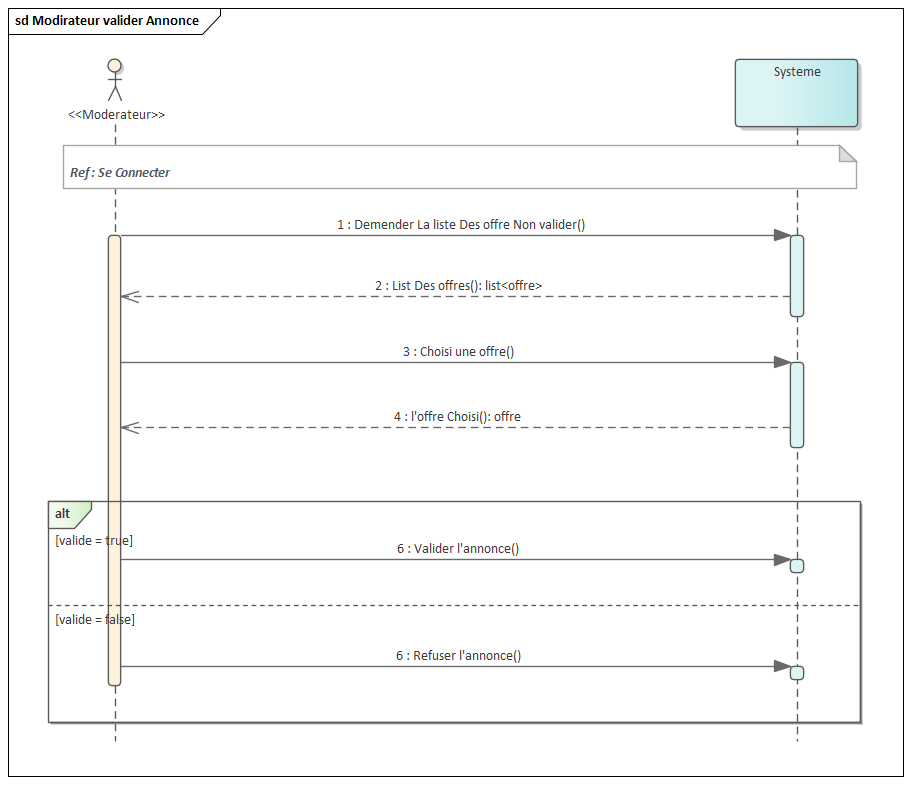 sd Modirateur valider Annonce
Systeme
<<Moderateur>>
Ref : Se Connecter
1 : Demender La liste Des offre Non valider()
2 : List Des offres(): list<offre>
3 : Choisi une offre()
4 : l'offre Choisi(): offre
alt
[valide = true]
6 : Valider l'annonce()
[valide = false]
6 : Refuser l'annonce()